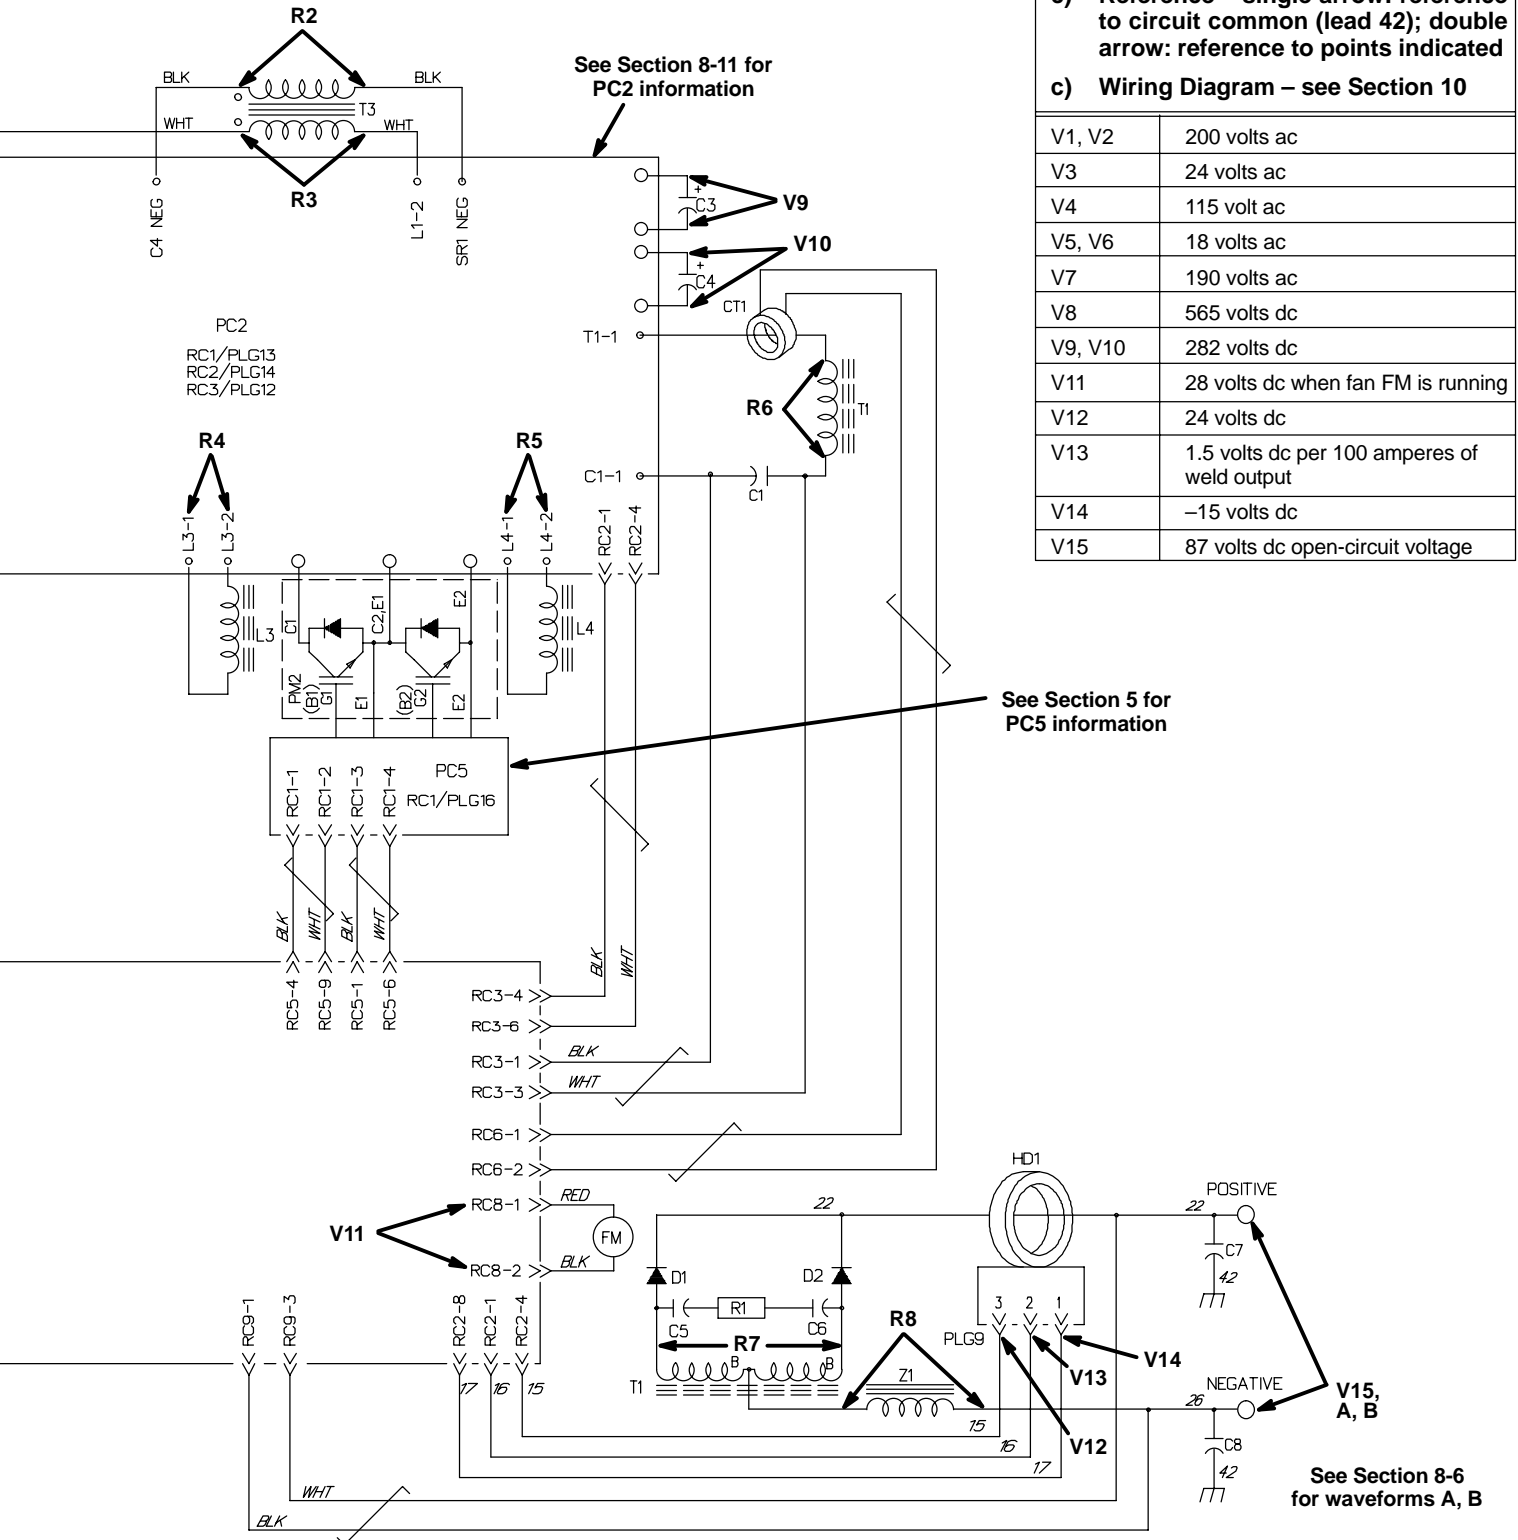 b) Reference – single arrow: reference
to circuit common (lead 42); double
arrow: reference to points indicated
c) Wiring Diagram – see Section 10
V1, V2 200 volts ac
V3 24 volts ac
V4 115 volt ac
V5, V6 18 volts ac
V7 190 volts ac
V8 565 volts dc
V9, V10 282 volts dc
V11 28 volts dc when fan FM is running
V12 24 volts dc
V13 1.5 volts dc per 100 amperes of
weld output
V14 –15 volts dc
V15 87 volts dc open-circuit voltage
R2
BLK
BLK
T3
WHT
WHT
R3
C4 NEG
L1-2
SR1 NEG
See Section 8-11 for
PC2 information
+
C3
V9
V10
+
C4
CT1
T1-1
PC2
RC1/PLG13
RC2/PLG14
RC3/PLG12
R6
T1
R4
R5
C1-1
C1
L3-1
L3-2
L4-1
L4-2
RC2-1
RC2-4
L3
C1
C2,E1
E2
L4
PM2
(B1)
G1
E1
(B2)
G2
E2
See Section 5 for
PC5 information
PC5
RC1/PLG16
RC1-1
RC1-2
RC1-3
RC1-4
BLK
WHT
BLK
WHT
BLK
WHT
RC5-4
RC5-9
RC5-1
RC5-6
RC3-4
RC3-6
RC3-1
BLK
RC3-3
WHT
RC6-1
RC6-2
RC8-1
RED
V11
FM
RC8-2
BLK
HD1
22
22
POSITIVE
C7
42
D1
D2
C5
R1
C6
R7
R8
3
2
1
PLG9
V14
V13
RC9-1
RC9-3
RC2-8
RC2-1
RC2-4
17
16
15
T1
B
B
Z1
NEGATIVE
26
V15,
A, B
15
16
V12
17
C8
42
See Section 8-6
for waveforms A, B
WHT
BLK